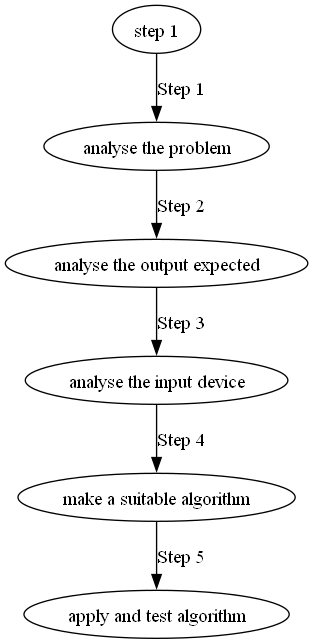 step 1
Step 1
analyse the problem
Step 2
analyse the output expected
Step 3
analyse the input device
Step 4
make a suitable algorithm
Step 5
apply and test algorithm